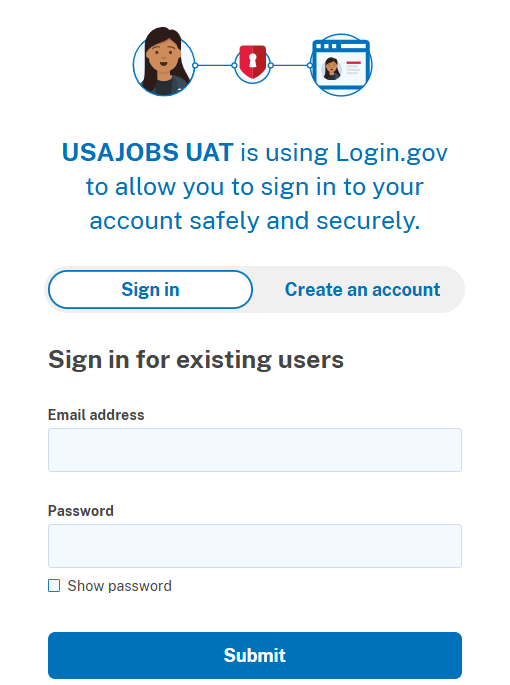 USAJOBS UAT is using Login.gov
to allow you to sign in to your
account safely and securely.
Sign in
Create an account
Sign in for existing users
Email address
Password
Show password
Submit